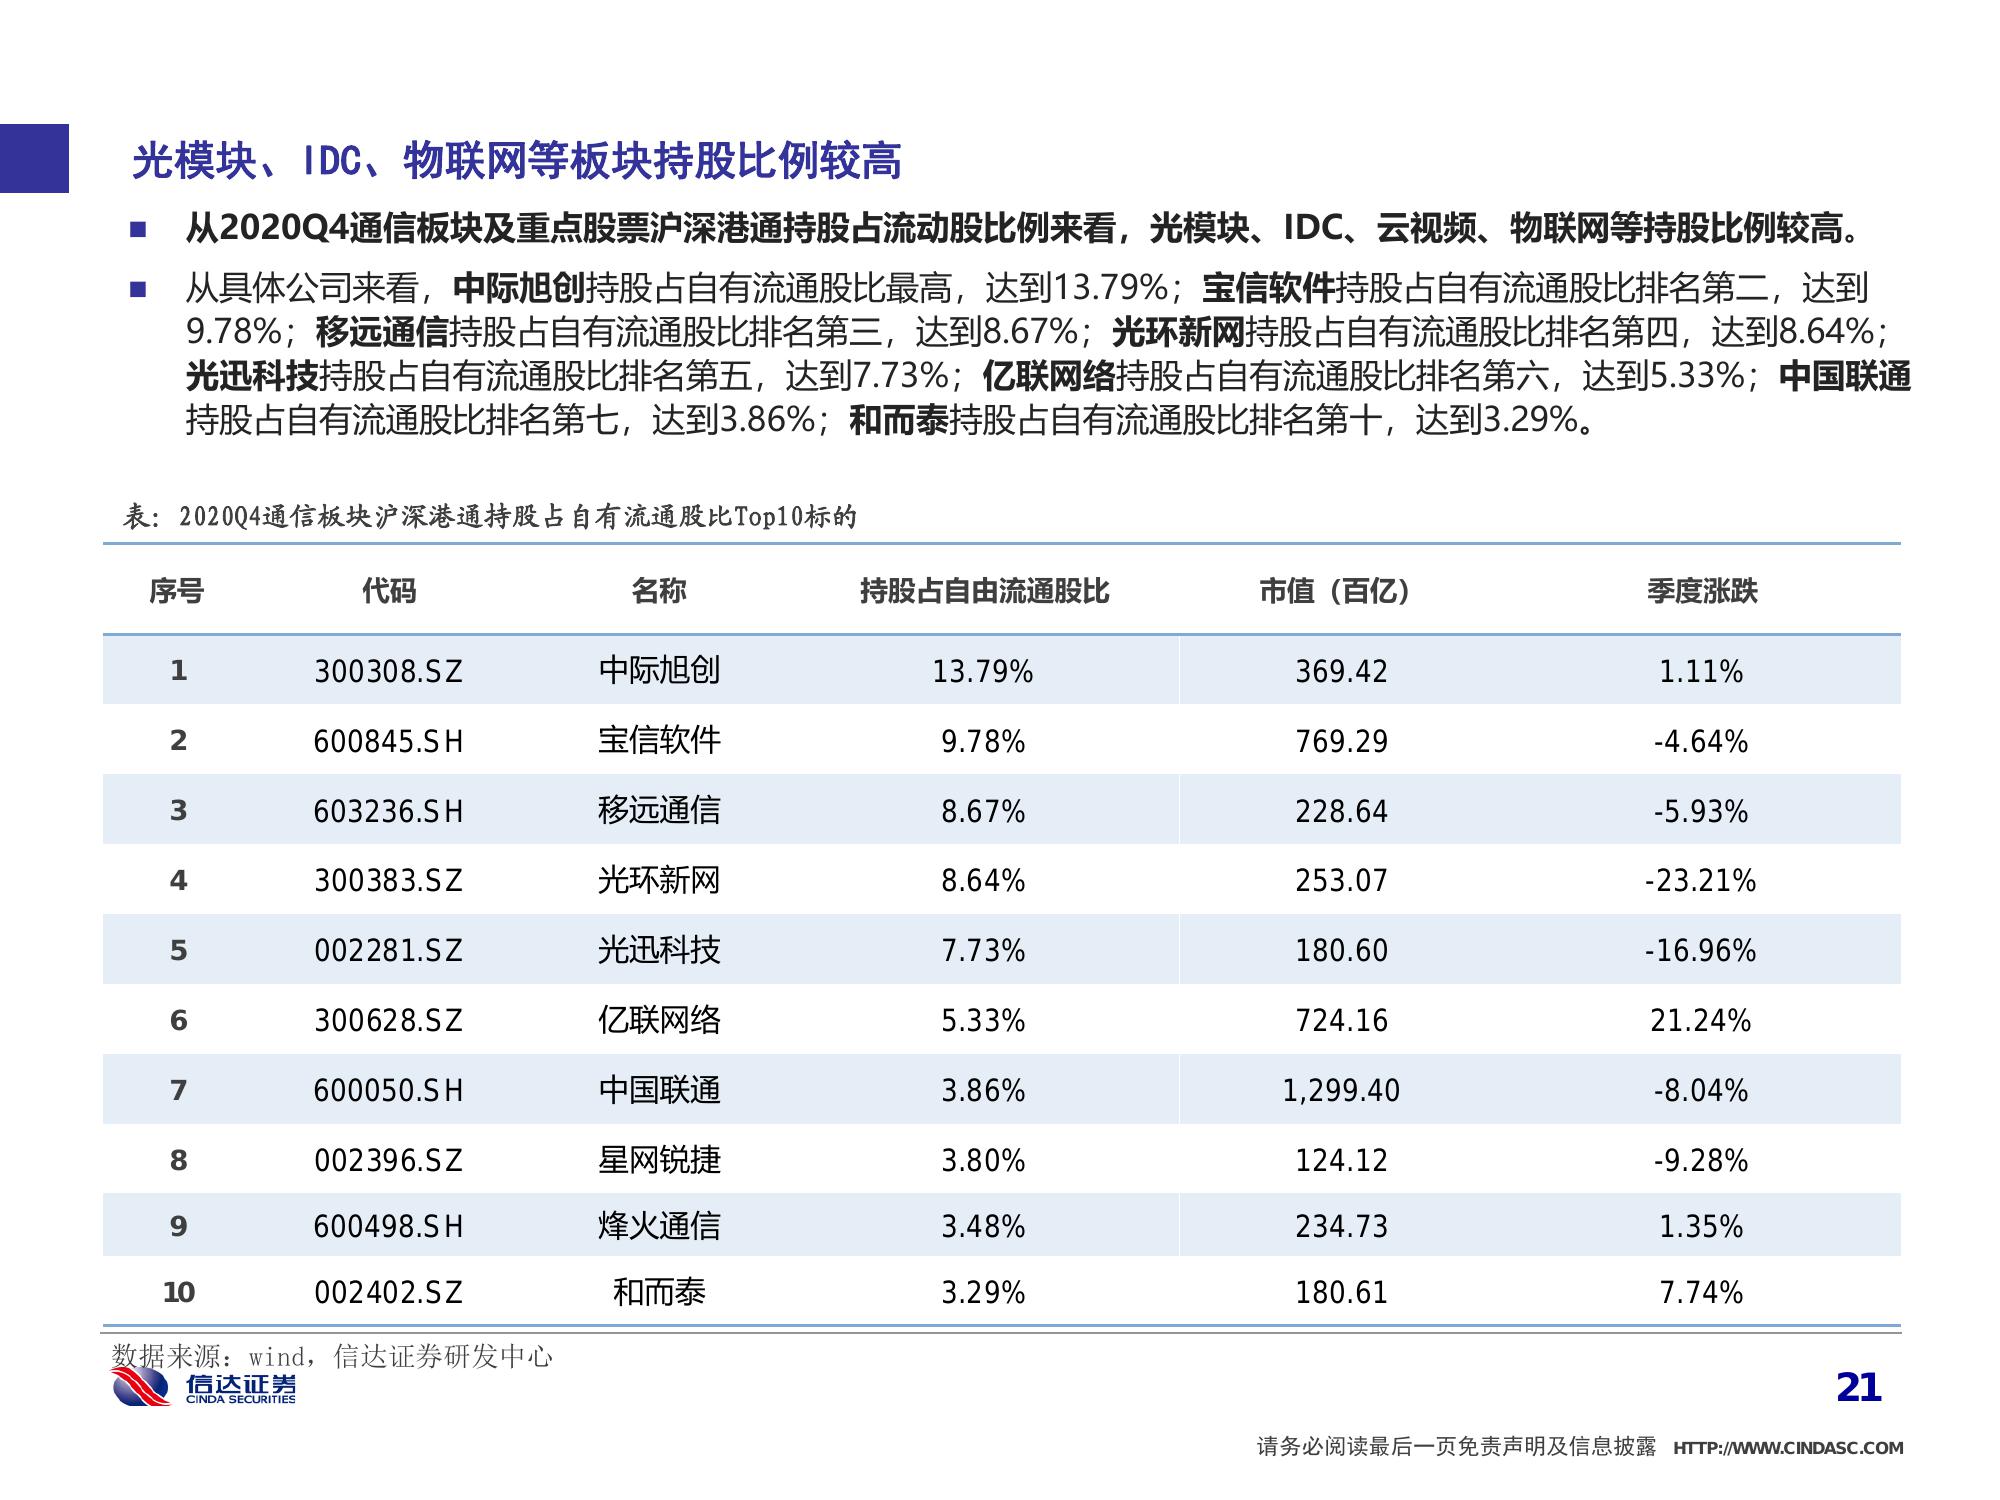 光模块、IDC、物联网等板块持股比例较高
■ 从2020Q4通信板块及重点股票沪深港通持股占流动股比例来看，光模块、IDC、云视频、物联网等持股比例较高。
■ 从具体公司来看，中际旭创持股占自有流通股比最高，达到13.79%；宝信软件持股占自有流通股比排名第二，达到
9.78%；移远通信持股占自有流通股比排名第三，达到8.67%；光环新网持股占自有流通股比排名第四，达到8.64%；
光迅科技持股占自有流通股比排名第五，达到7.73%；亿联网络持股占自有流通股比排名第六，达到5.33%；中国联通
持股占自有流通股比排名第七，达到3.86%；和而泰持股占自有流通股比排名第十，达到3.29%。
表：2020Q4通信板块沪深港通持股占自有流通股比Top10标的
序号 代码 名称 持股占自由流通股比 市值（百亿） 季度涨跌
1 300308.SZ 中际旭创 13.79% 369.42 1.11%
2 600845.SH 宝信软件 9.78% 769.29 -4.64%
3 603236.SH 移远通信 8.67% 228.64 -5.93%
4 300383.SZ 光环新网 8.64% 253.07 -23.21%
5 002281.SZ 光迅科技 7.73% 180.60 -16.96%
6 300628.SZ 亿联网络 5.33% 724.16 21.24%
7 600050.SH 中国联通 3.86% 1,299.40 -8.04%
8 002396.SZ 星网锐捷 3.80% 124.12 -9.28%
9 600498.SH 烽火通信 3.48% 234.73 1.35%
10 002402.SZ 和而泰 3.29% 180.61 7.74%
数据来源：wind，信达证券研发中心
信达证券
CINDA SECURITIES
21
请务必阅读最后一页免责声明及信息披露 HTTP://WWW.CINDASC.COM